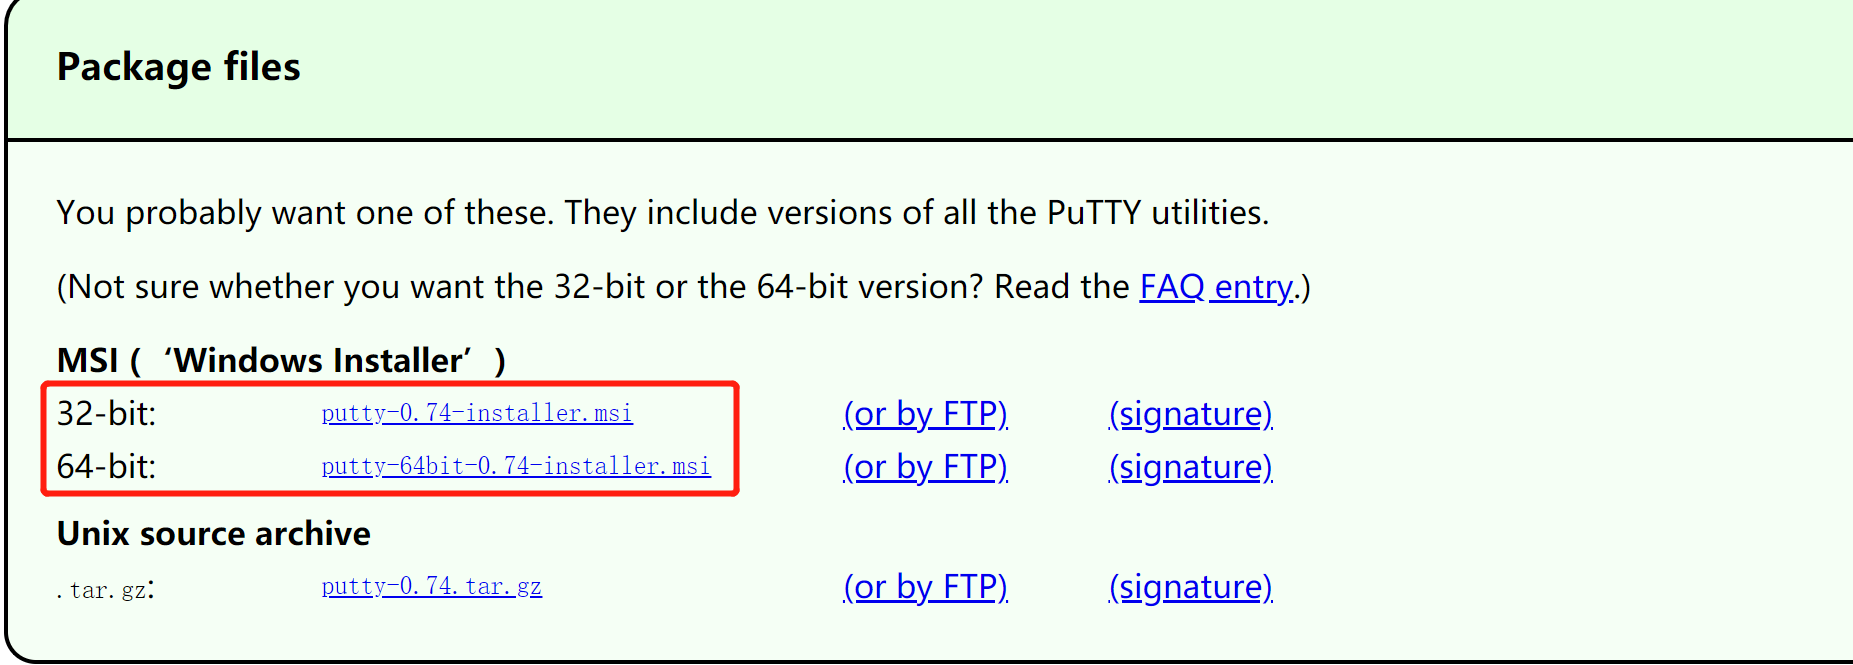 Package files
You probably want one of these. They include versions of all the PuTTY utilities.
(Not sure whether you want the 32-bit or the 64-bit version? Read the FAQ entry.)
MSI (‘Windows Installer’)
32-bit: putty-0.74-installer.msi (or by FTP) (signature)
64-bit: putty-64bit-0.74-installer.msi (or by FTP) (signature)
Unix source archive
.tar.gz: putty-0.74.tar.gz (or by FTP) (signature)